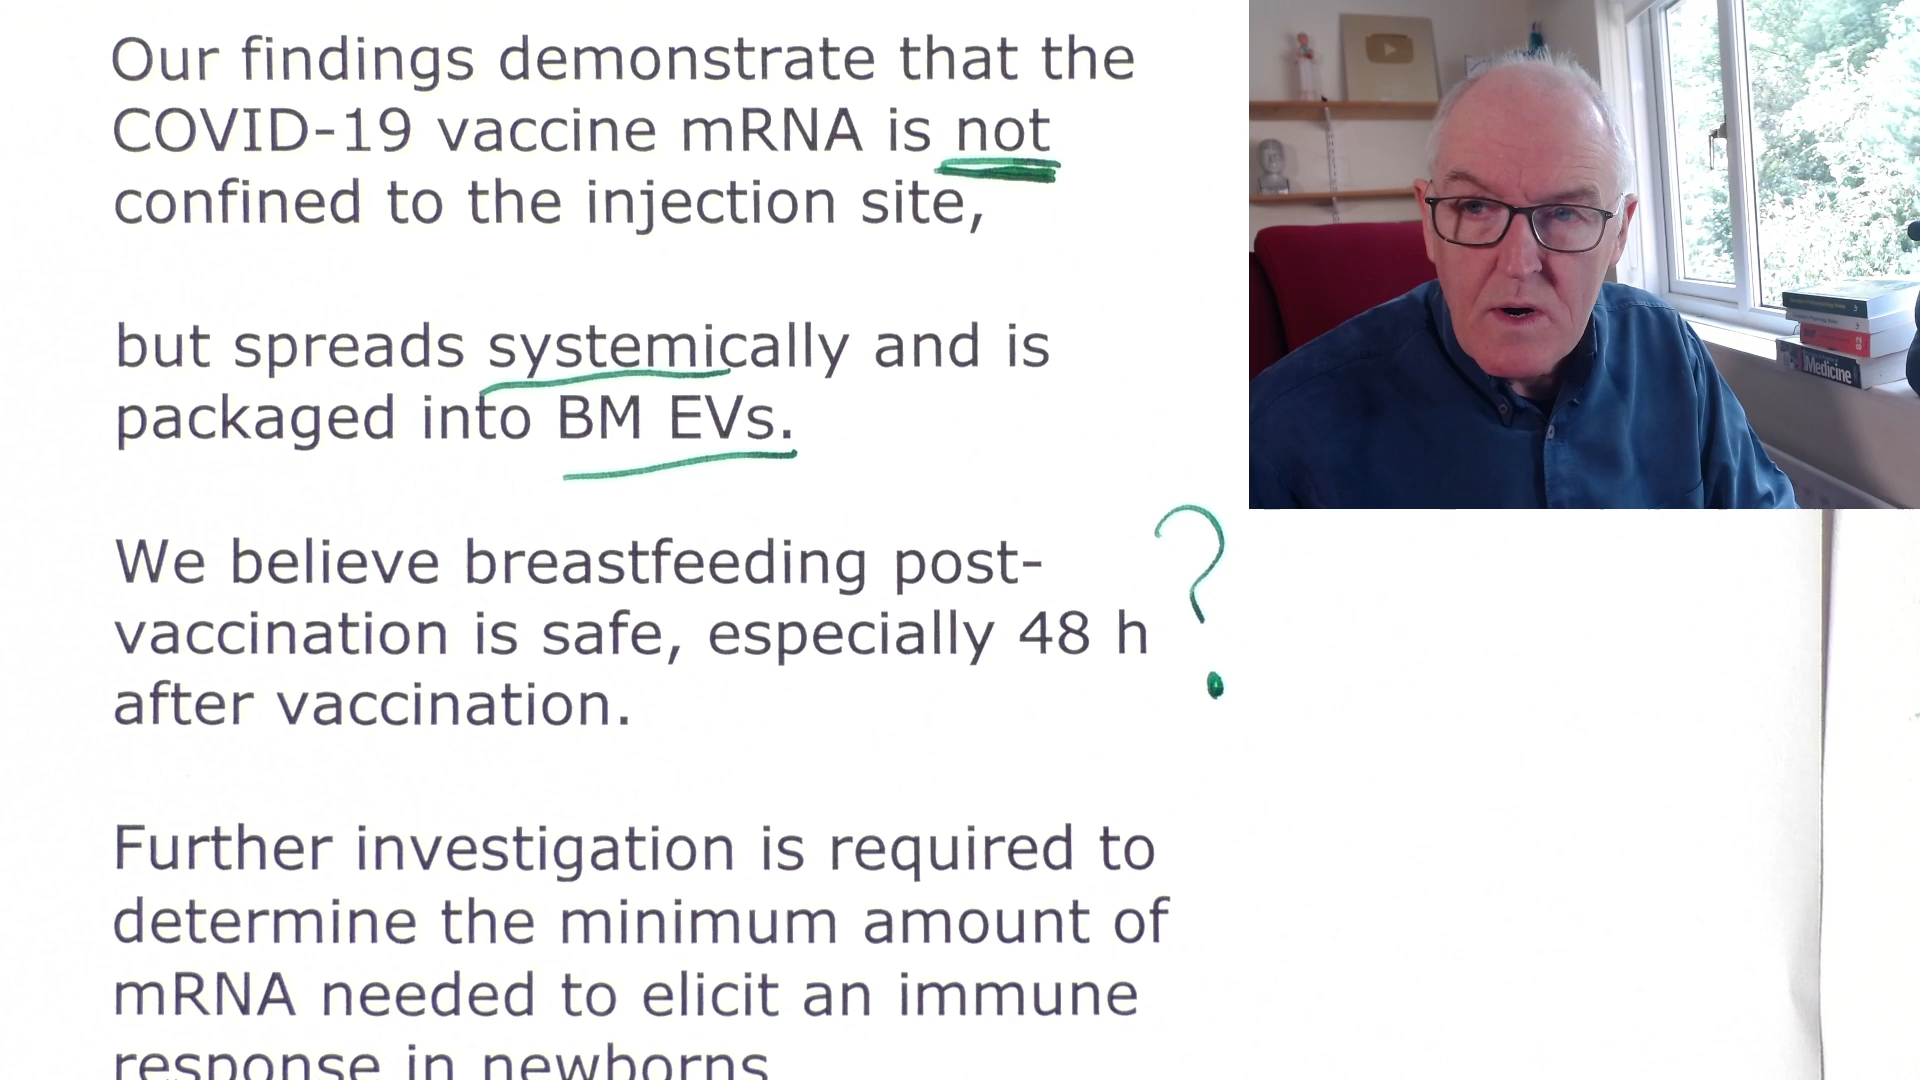 Our findings demonstrate that the
COVID-19 vaccine mRNA is not
confined to the injection site,
but spreads systemically and is
packaged into BM EVs.
We believe breastfeeding post-
vaccination is safe, especially 48 h
after vaccination.
?
Further investigation is required to
determine the minimum amount of
mRNA needed to elicit an immune
response in newborns
Medicine